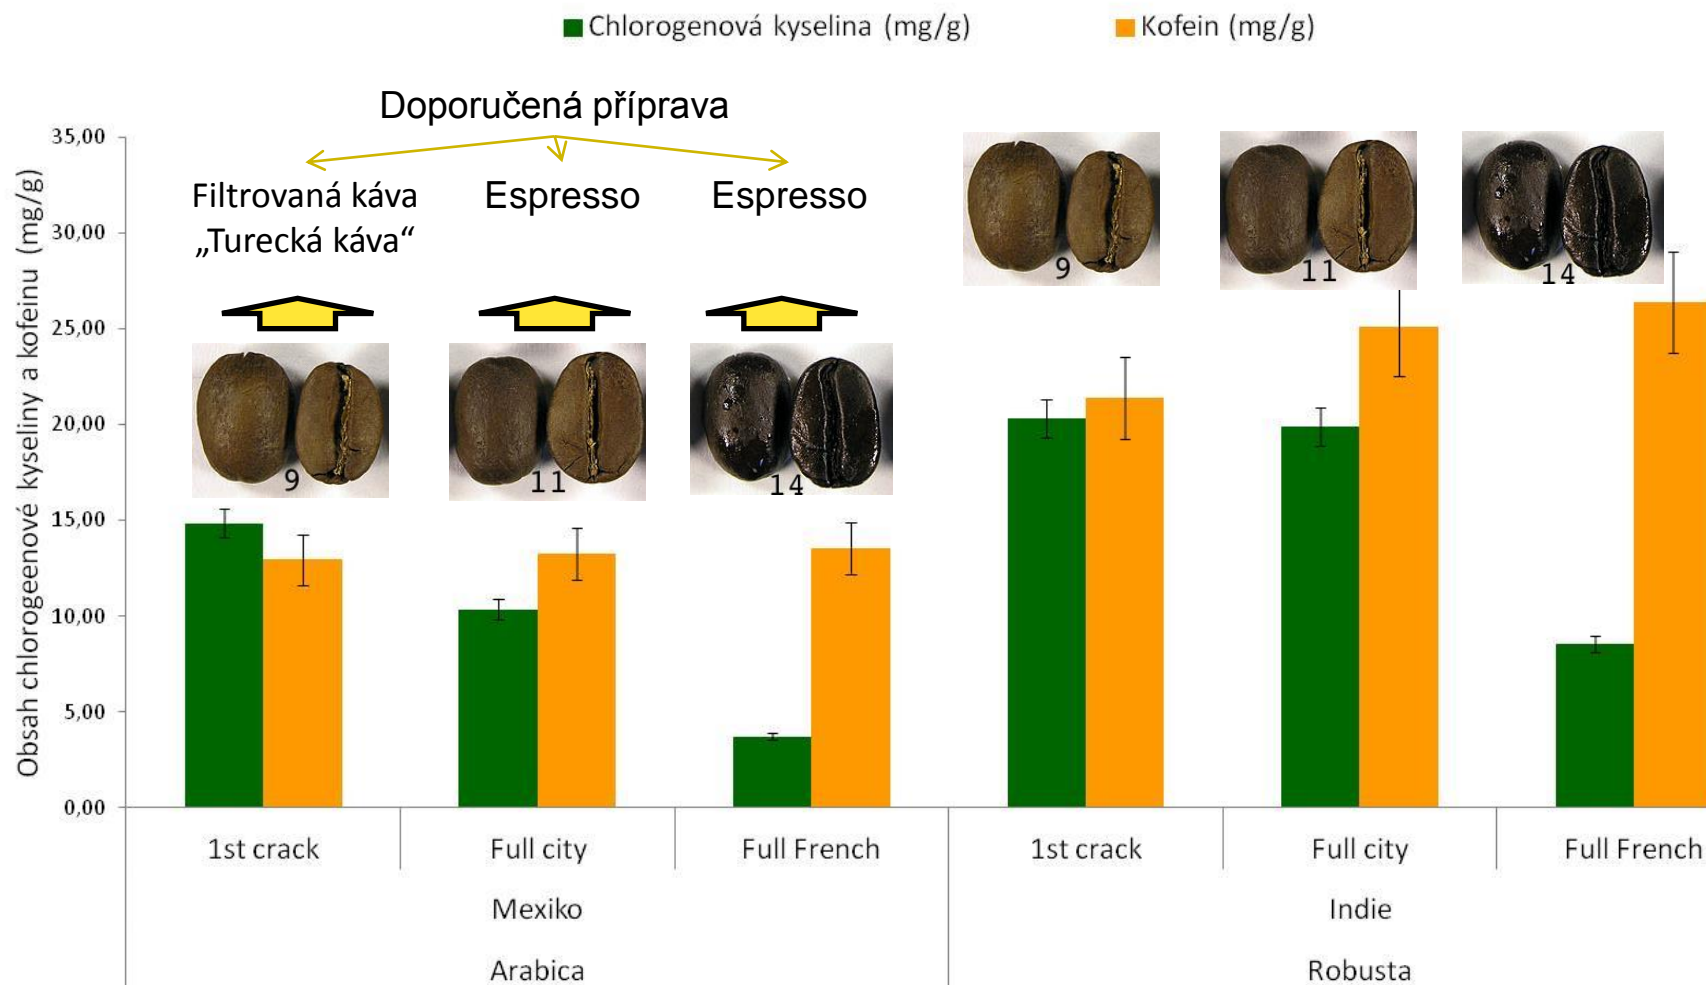 Chlorogenová kyselina (mg/g) Kofein (mg/g)
Doporučená příprava
Filtrovaná káva
„Turecká káva“
Espresso
Espresso
Obsah chlorogeenové kyseliny a kofeinu (mg/g)
35,00
30,00
25,00
20,00
15,00
10,00
5,00
0,00
9
11
14
9
11
14
1st crack Full city Full French 1st crack Full city Full French
Mexiko Indie
Arabica Robusta